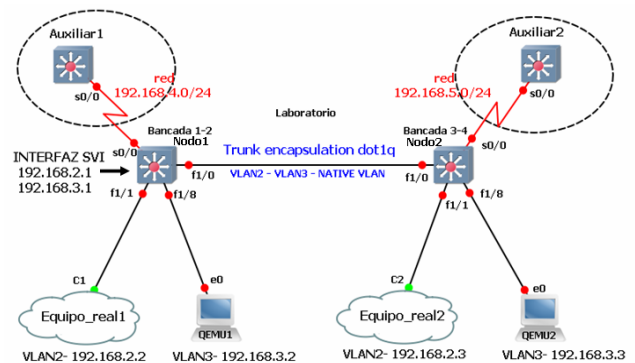 Auxiliar1
Auxiliar2
red
192.168.4.0/24
red
192.168.5.0/24
s0/0
s0/0
Laboratorio
Bancada 1-2
Nodo1
Bancada 3-4
Nodo2
s0/0
s0/0
INTERFAZ SVI
192.168.2.1
192.168.3.1
Trunk encapsulation dot1q
VLAN2 - VLAN3 - NATIVE VLAN
f1/0
f1/0
f1/1
f1/8
f1/1
f1/8
C1
e0
C2
e0
Equipo_real1
QEMU1
Equipo_real2
QEMU2
VLAN2- 192.168.2.2
VLAN3- 192.168.3.2
VLAN2- 192.168.2.3
VLAN3- 192.168.3.3